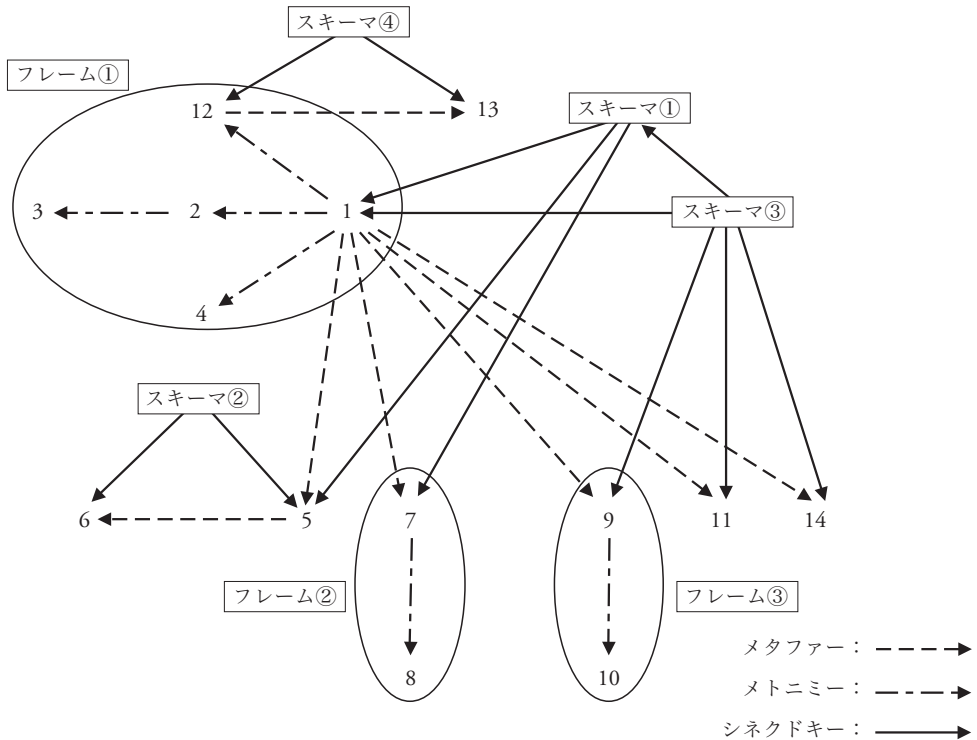 スキーマ④
フレーム①
12
13
スキーマ①
3
2
1
スキーマ③
4
スキーマ②
6
5
7
9
11
14
フレーム②
フレーム③
8
10
メタファー：
メトニミー：
シネクドキー：